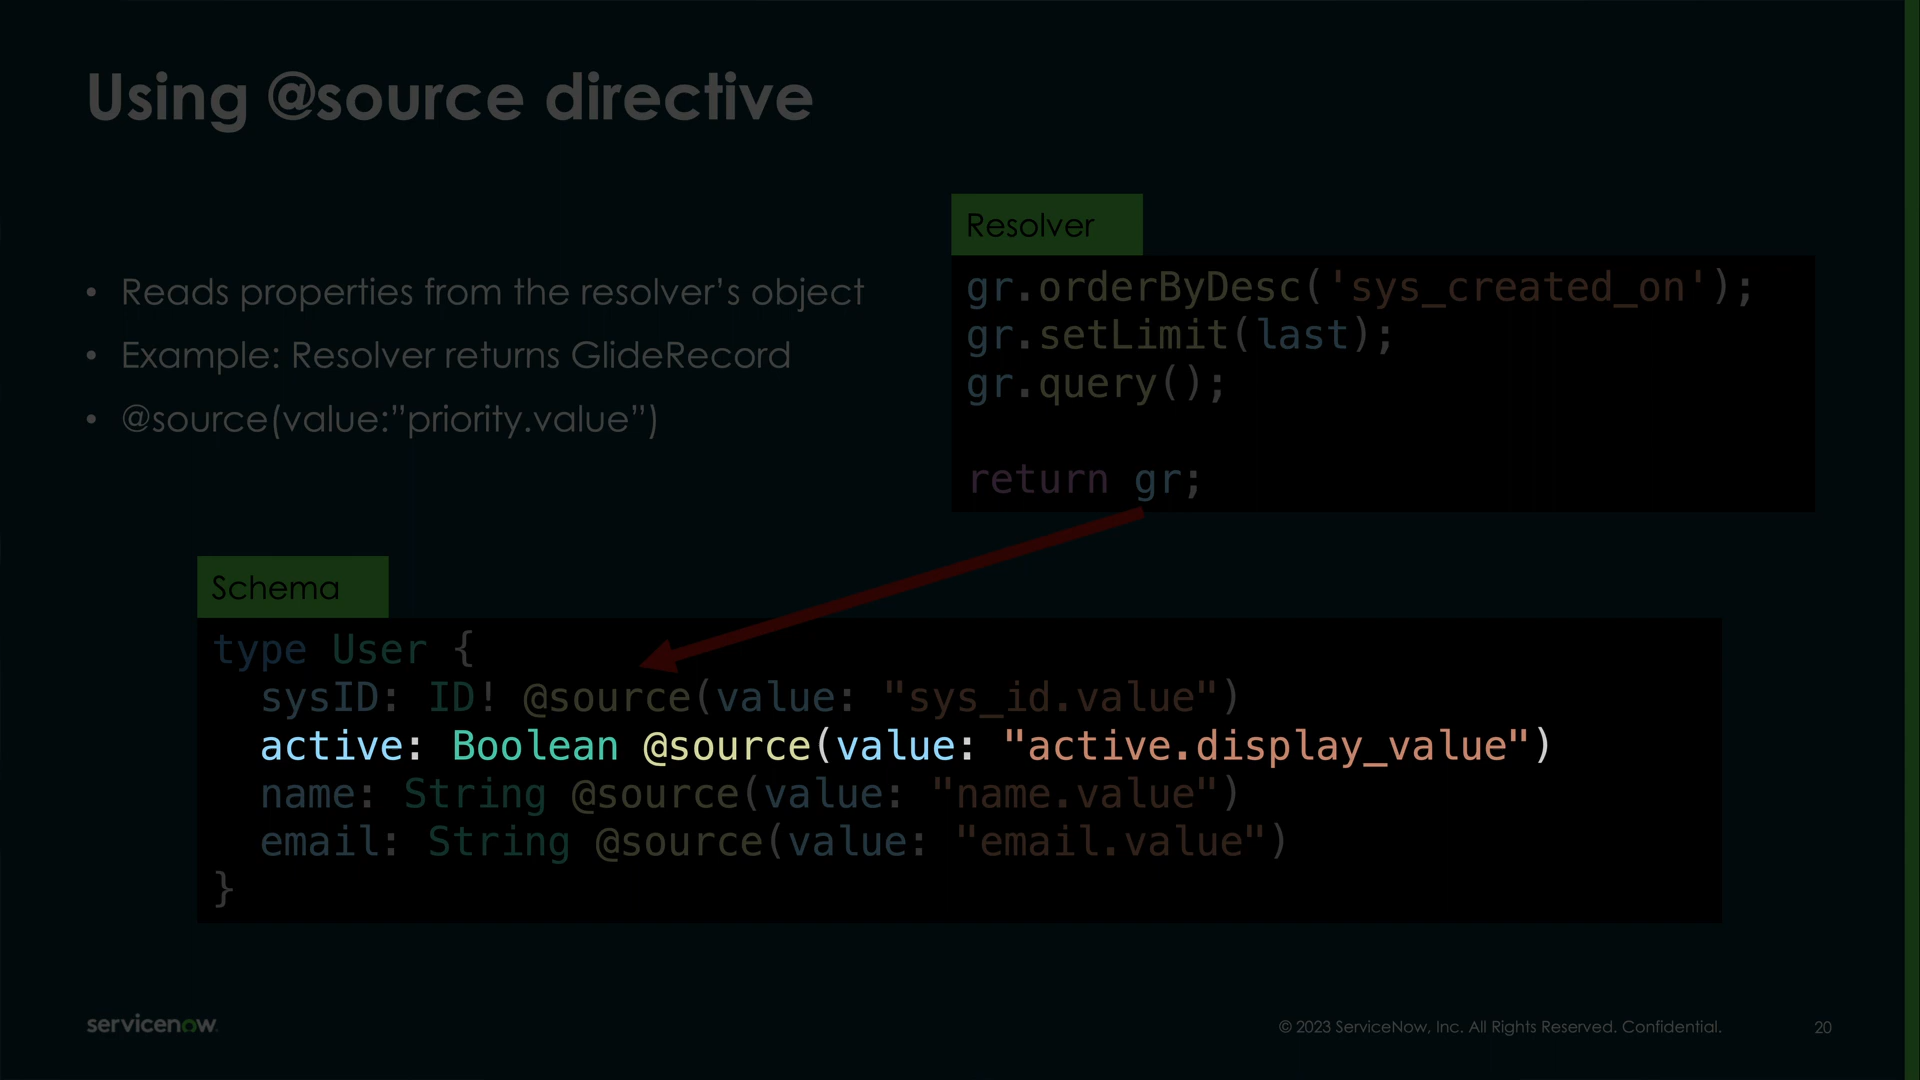 Using @source directive
• Reads properties from the resolver’s object
• Example: Resolver returns GlideRecord
• @source(value:”priority.value”)
Resolver
gr.orderByDesc('sys_created_on');
gr.setLimit(last);
gr.query();
return gr;
Schema
type User {
  sysID: ID! @source(value: "sys_id.value")
  active: Boolean @source(value: "active.display_value")
  name: String @source(value: "name.value")
  email: String @source(value: "email.value")
}
servicenow
© 2023 ServiceNow, Inc. All Rights Reserved. Confidential.
20